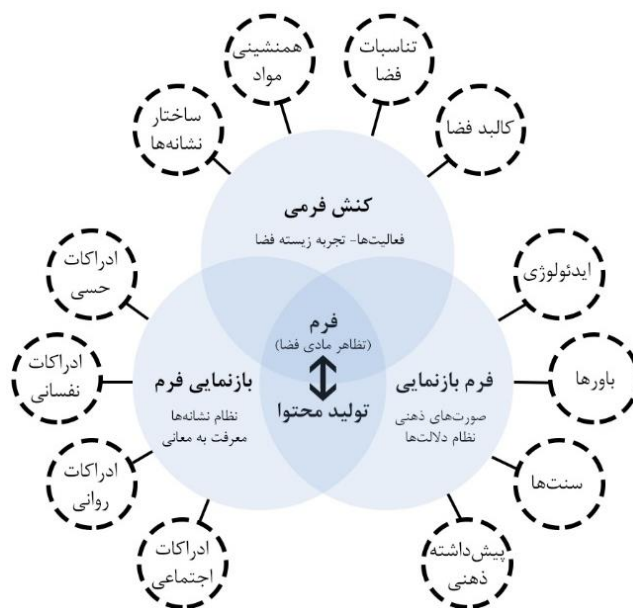 همنشینی
مواد
تناسبات
فضا
ساختار
نشانه‌ها
کالبد فضا
کنش فرمی
فعالیت‌ها- تجربه زیسته فضا
ادراکات
حسی
ایدئولوژی
فرم
(تظاهر مادی فضا)
ادراکات
نفسانی
بازنمایی فرم
نظام نشانه‌ها
معرفت به معانی
تولید محتوا
فرم بازنمایی
صورت‌های ذهنی
نظام دلالت‌ها
باورها
ادراکات
روانی
سنت‌ها
ادراکات
اجتماعی
پیش‌داشته
ذهنی